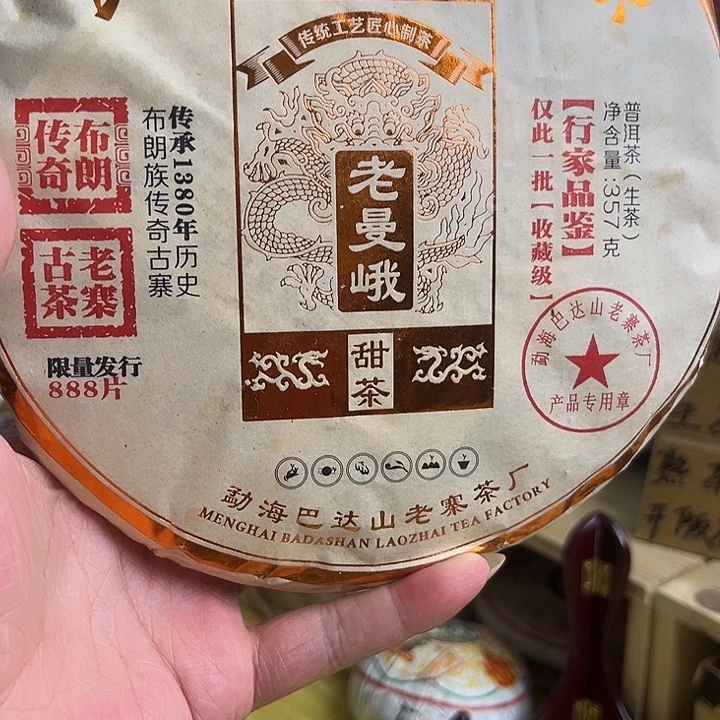 传统工艺匠心制茶
老曼峨
甜茶
布朗
传奇
老寨
古茶
传承1380年历史
布朗族传奇古寨
限量发行
888片
普洱茶（生茶）
净含量:357克
【行家品鉴】
仅此一批【收藏级】
勐海巴达山老寨茶厂
产品专用章
勐海巴达山老寨茶厂
MENGHAI BADASHAN LAOZHAI TEA FACTORY